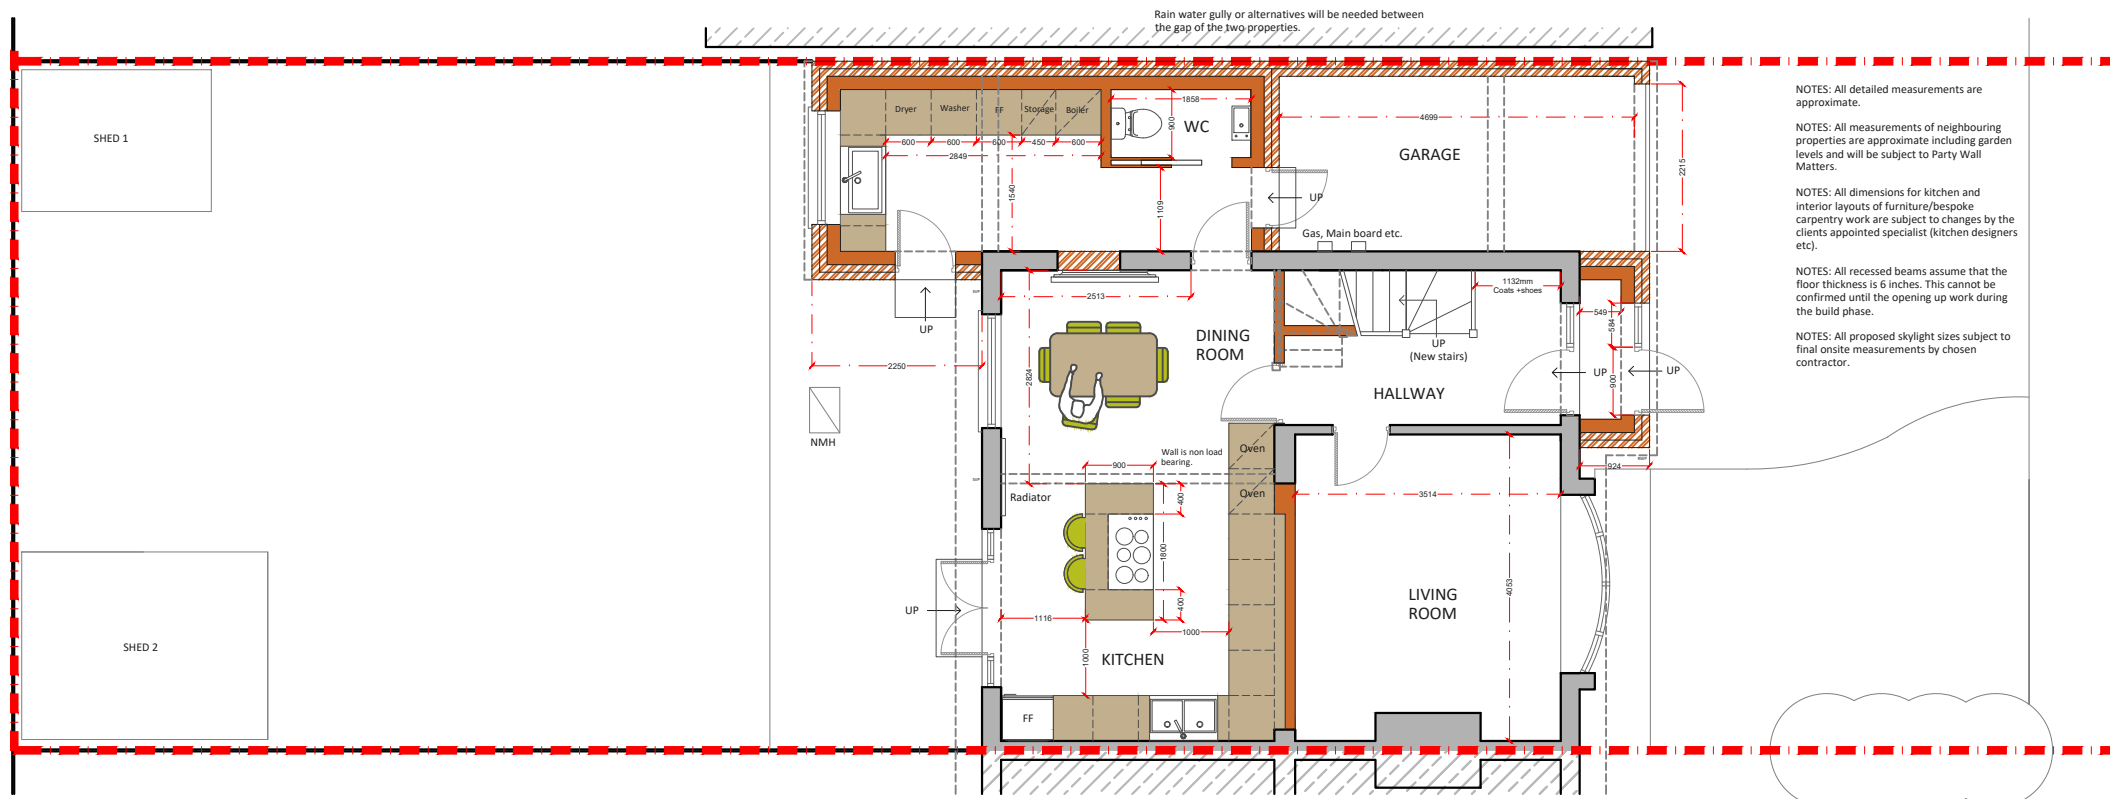 Rain water gully or alternatives will be needed between
the gap of the two properties.
SHED 1
Dryer
Washer
FF
Storage
Boiler
600
600
600
450
600
2849
1540
1858
900
WC
1109
4699
GARAGE
2215
UP
Gas, Main board etc.
UP
2250
NMH
2513
2824
DINING
ROOM
1132mm
Coats +shoes
UP
(New stairs)
HALLWAY
549
584
900
UP
UP
924
NOTES: All detailed measurements are
approximate.
NOTES: All measurements of neighbouring
properties are approximate including garden
levels and will be subject to Party Wall
Matters.
NOTES: All dimensions for kitchen and
interior layouts of furniture/bespoke
carpentry work are subject to changes by the
clients appointed specialist (kitchen designers
etc).
NOTES: All recessed beams assume that the
floor thickness is 6 inches. This cannot be
confirmed until the opening up work during
the build phase.
NOTES: All proposed skylight sizes subject to
final onsite measurements by chosen
contractor.
Wall is non load
bearing.
Oven
Oven
900
400
1800
400
Radiator
3514
4053
LIVING
ROOM
UP
1116
1000
1000
KITCHEN
FF
SHED 2